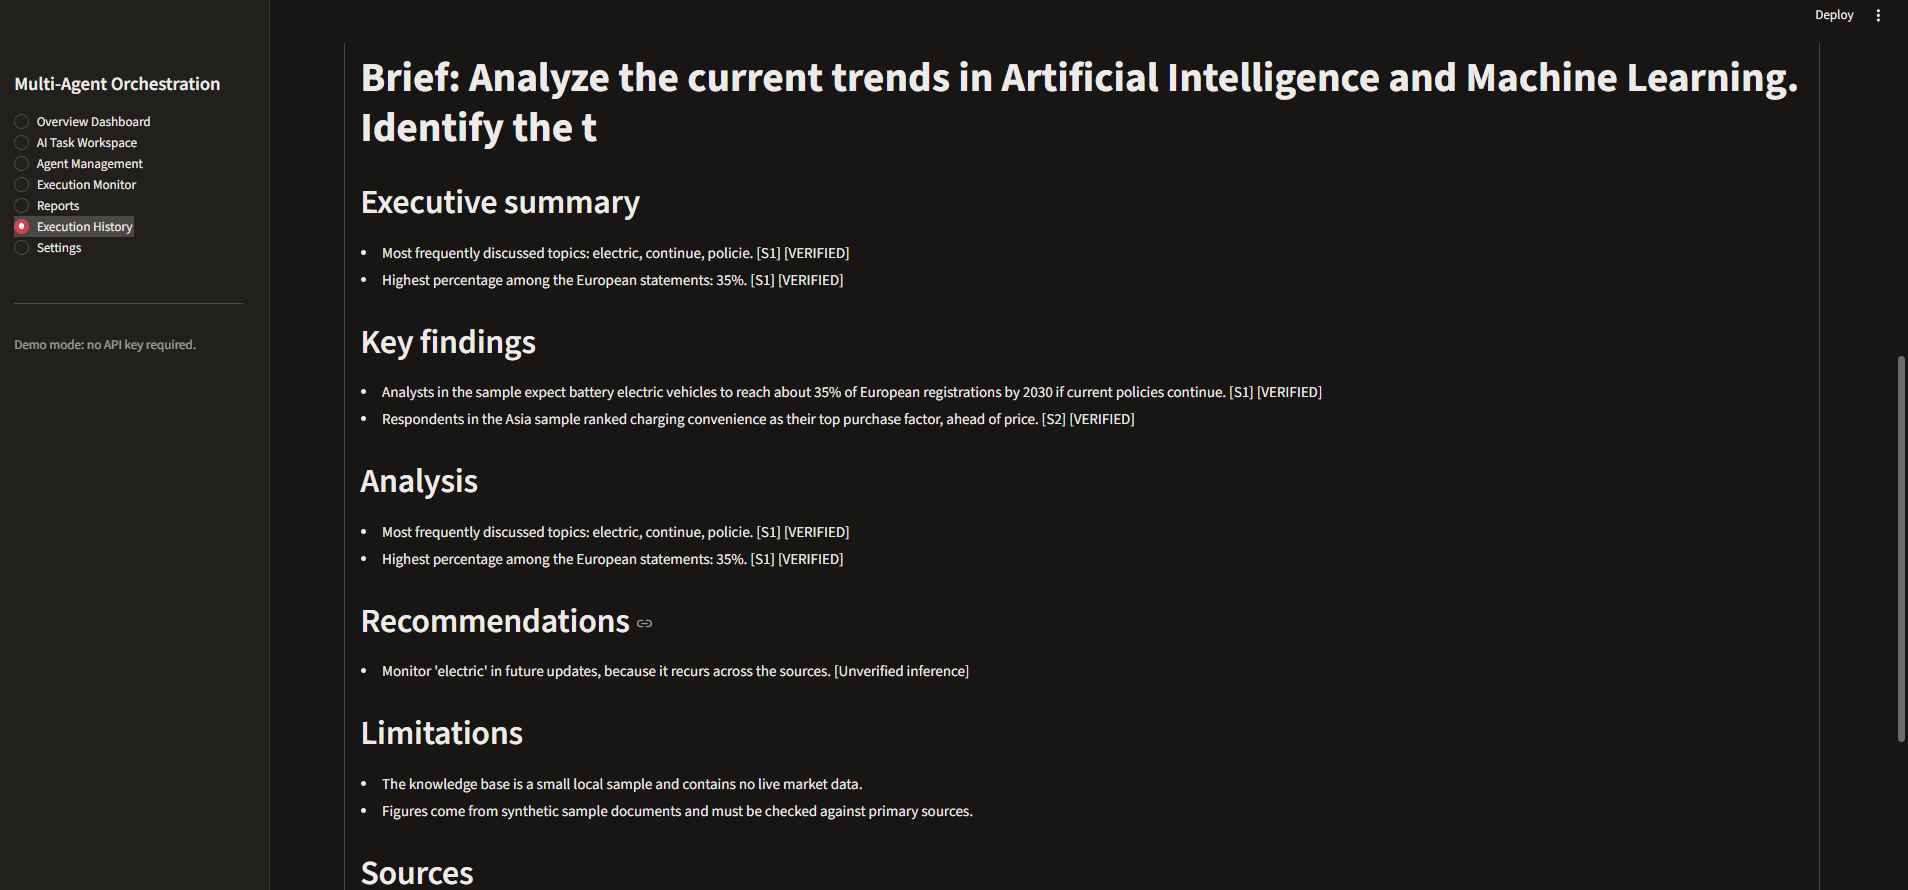 Deploy
Multi-Agent Orchestration
Overview Dashboard
AI Task Workspace
Agent Management
Execution Monitor
Reports
Execution History
Settings
Demo mode: no API key required.
Brief: Analyze the current trends in Artificial Intelligence and Machine Learning.
Identify the t
Executive summary
• Most frequently discussed topics: electric, continue, policie. [S1] [VERIFIED]
• Highest percentage among the European statements: 35%. [S1] [VERIFIED]
Key findings
• Analysts in the sample expect battery electric vehicles to reach about 35% of European registrations by 2030 if current policies continue. [S1] [VERIFIED]
• Respondents in the Asia sample ranked charging convenience as their top purchase factor, ahead of price. [S2] [VERIFIED]
Analysis
• Most frequently discussed topics: electric, continue, policie. [S1] [VERIFIED]
• Highest percentage among the European statements: 35%. [S1] [VERIFIED]
Recommendations
• Monitor 'electric' in future updates, because it recurs across the sources. [Unverified inference]
Limitations
• The knowledge base is a small local sample and contains no live market data.
• Figures come from synthetic sample documents and must be checked against primary sources.
Sources